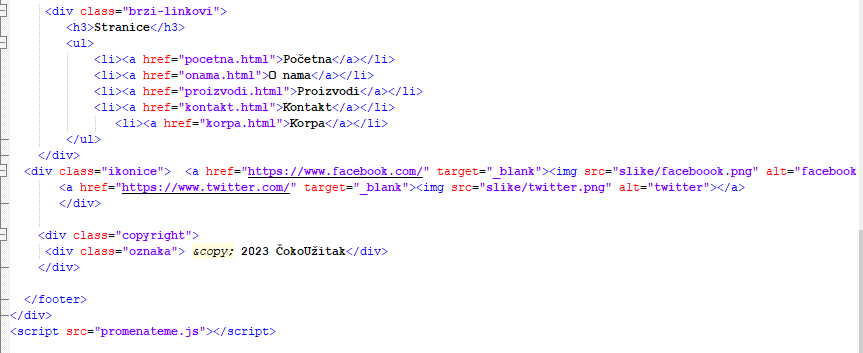 <div class="brzi-linkovi">
<h3>Stranice</h3>
<ul>
<li><a href="pocetna.html">Početna</a></li>
<li><a href="onama.html">O nama</a></li>
<li><a href="proizvodi.html">Proizvodi</a></li>
<li><a href="kontakt.html">Kontakt</a></li>
<li><a href="korpa.html">Korpa</a></li>
</ul>
</div>
<div class="ikonice">  <a href="https://www.facebook.com/" target="_blank"><img src="slike/faceboook.png" alt="facebook
<a href="https://www.twitter.com/" target="_blank"><img src="slike/twitter.png" alt="twitter"></a>
</div>
<div class="copyright">
<div class="oznaka"> &copy; 2023 ČokoUžitak</div>
</div>
</footer>
</div>
<script src="promenateme.js"></script>